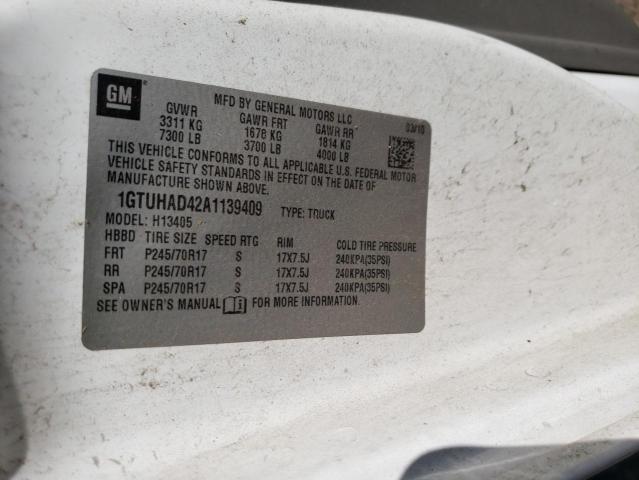 GM
MFD BY GENERAL MOTORS LLC
03/10
GVWR GAWR FRT GAWR RR
3311 KG 1678 KG 1814 KG
7300 LB 3700 LB 4000 LB
THIS VEHICLE CONFORMS TO ALL APPLICABLE U.S. FEDERAL MOTOR
VEHICLE SAFETY STANDARDS IN EFFECT ON THE DATE OF
MANUFACTURE SHOWN ABOVE.
1GTUHAD42A1139409 TYPE: TRUCK
MODEL: H13405
HBBD TIRE SIZE SPEED RTG RIM COLD TIRE PRESSURE
FRT P245/70R17 S 17X7.5J 240KPA(35PSI)
RR P245/70R17 S 17X7.5J 240KPA(35PSI)
SPA P245/70R17 S 17X7.5J 240KPA(35PSI)
SEE OWNER'S MANUAL FOR MORE INFORMATION.